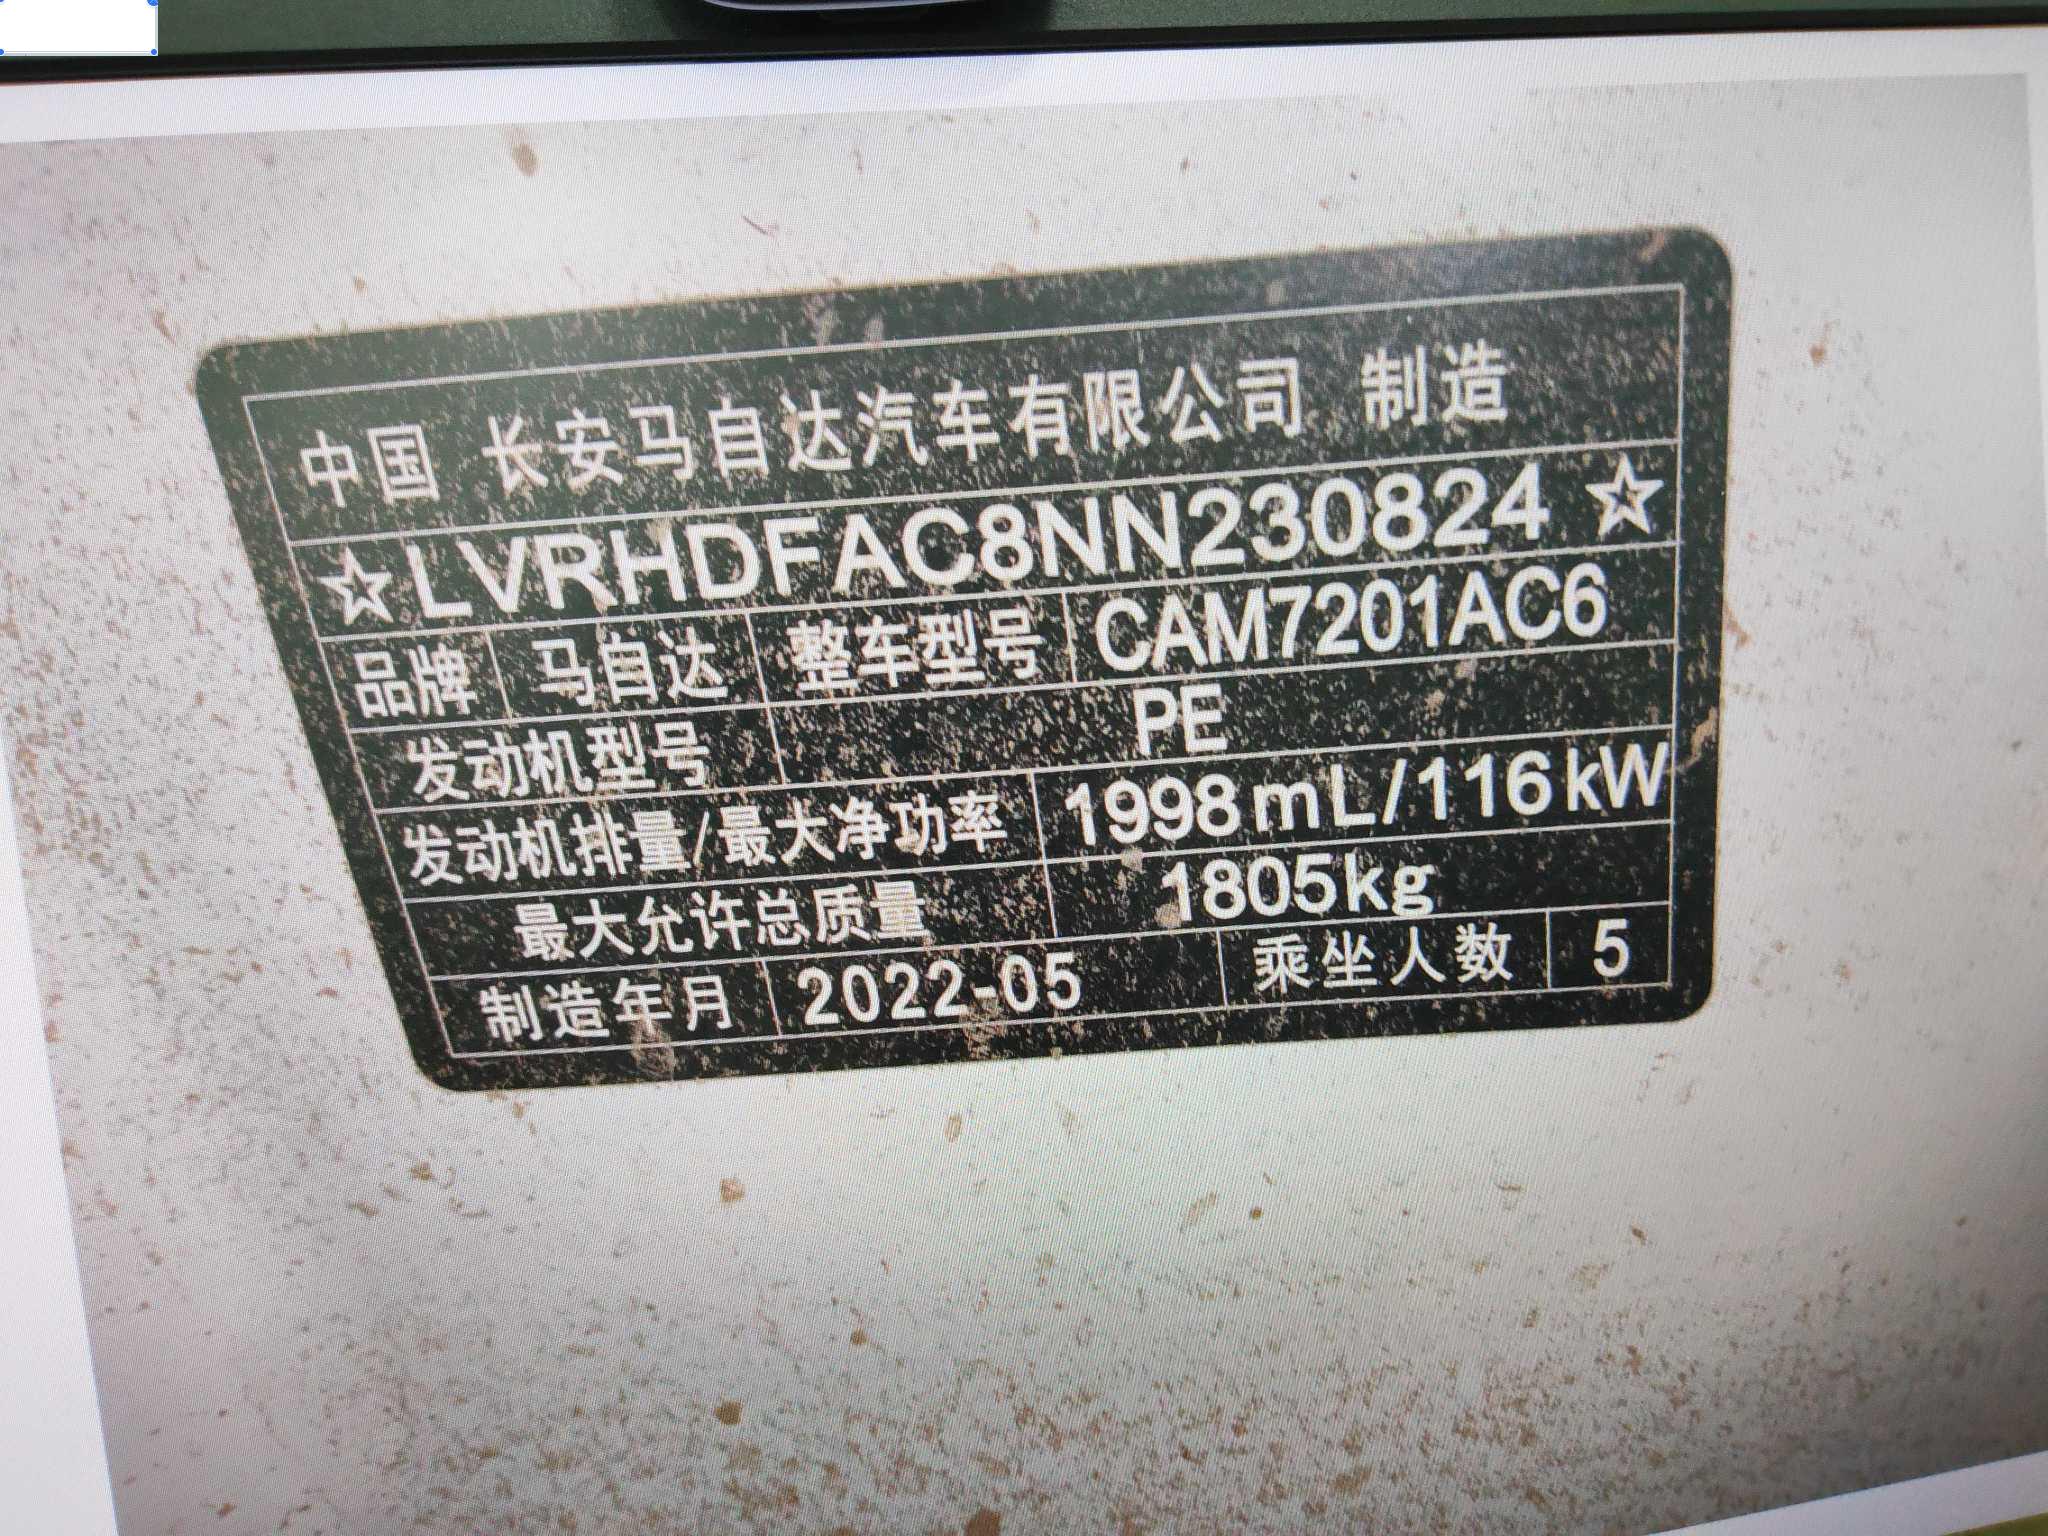 中国 长安马自达汽车有限公司 制造
☆LVRHDFAC8NN230824☆
品牌 马自达 整车型号 CAM7201AC6
发动机型号 PE
发动机排量/最大净功率 1998mL/116kW
最大允许总质量 1805kg
制造年月 2022-05 乘坐人数 5